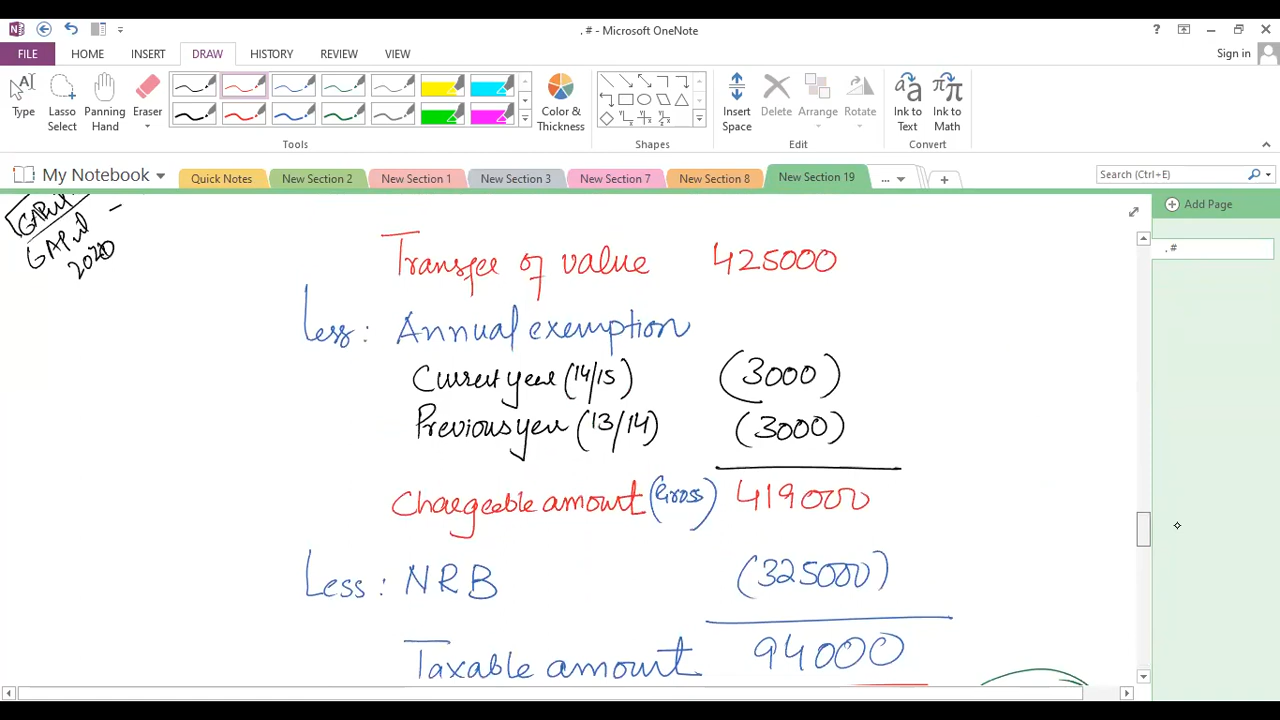 . # - Microsoft OneNote
?
FILE HOME INSERT DRAW HISTORY REVIEW VIEW
Sign in
Type
Lasso Select
Panning Hand
Eraser
Color & Thickness
Insert Space
Delete
Arrange
Rotate
Ink to Text
Ink to Math
Tools Shapes Edit Convert
My Notebook Quick Notes New Section 2 New Section 1 New Section 3 New Section 7 New Section 8 New Section 19 ... +
Search (Ctrl+E)
Add Page
. #
6 April
2020
Transfer of value 425000
Less: Annual exemption
Current year (14/15) (3000)
Previous year (13/14) (3000)
Chargeable amount (Gross) 419000
Less: NRB (325000)
Taxable amount 94000